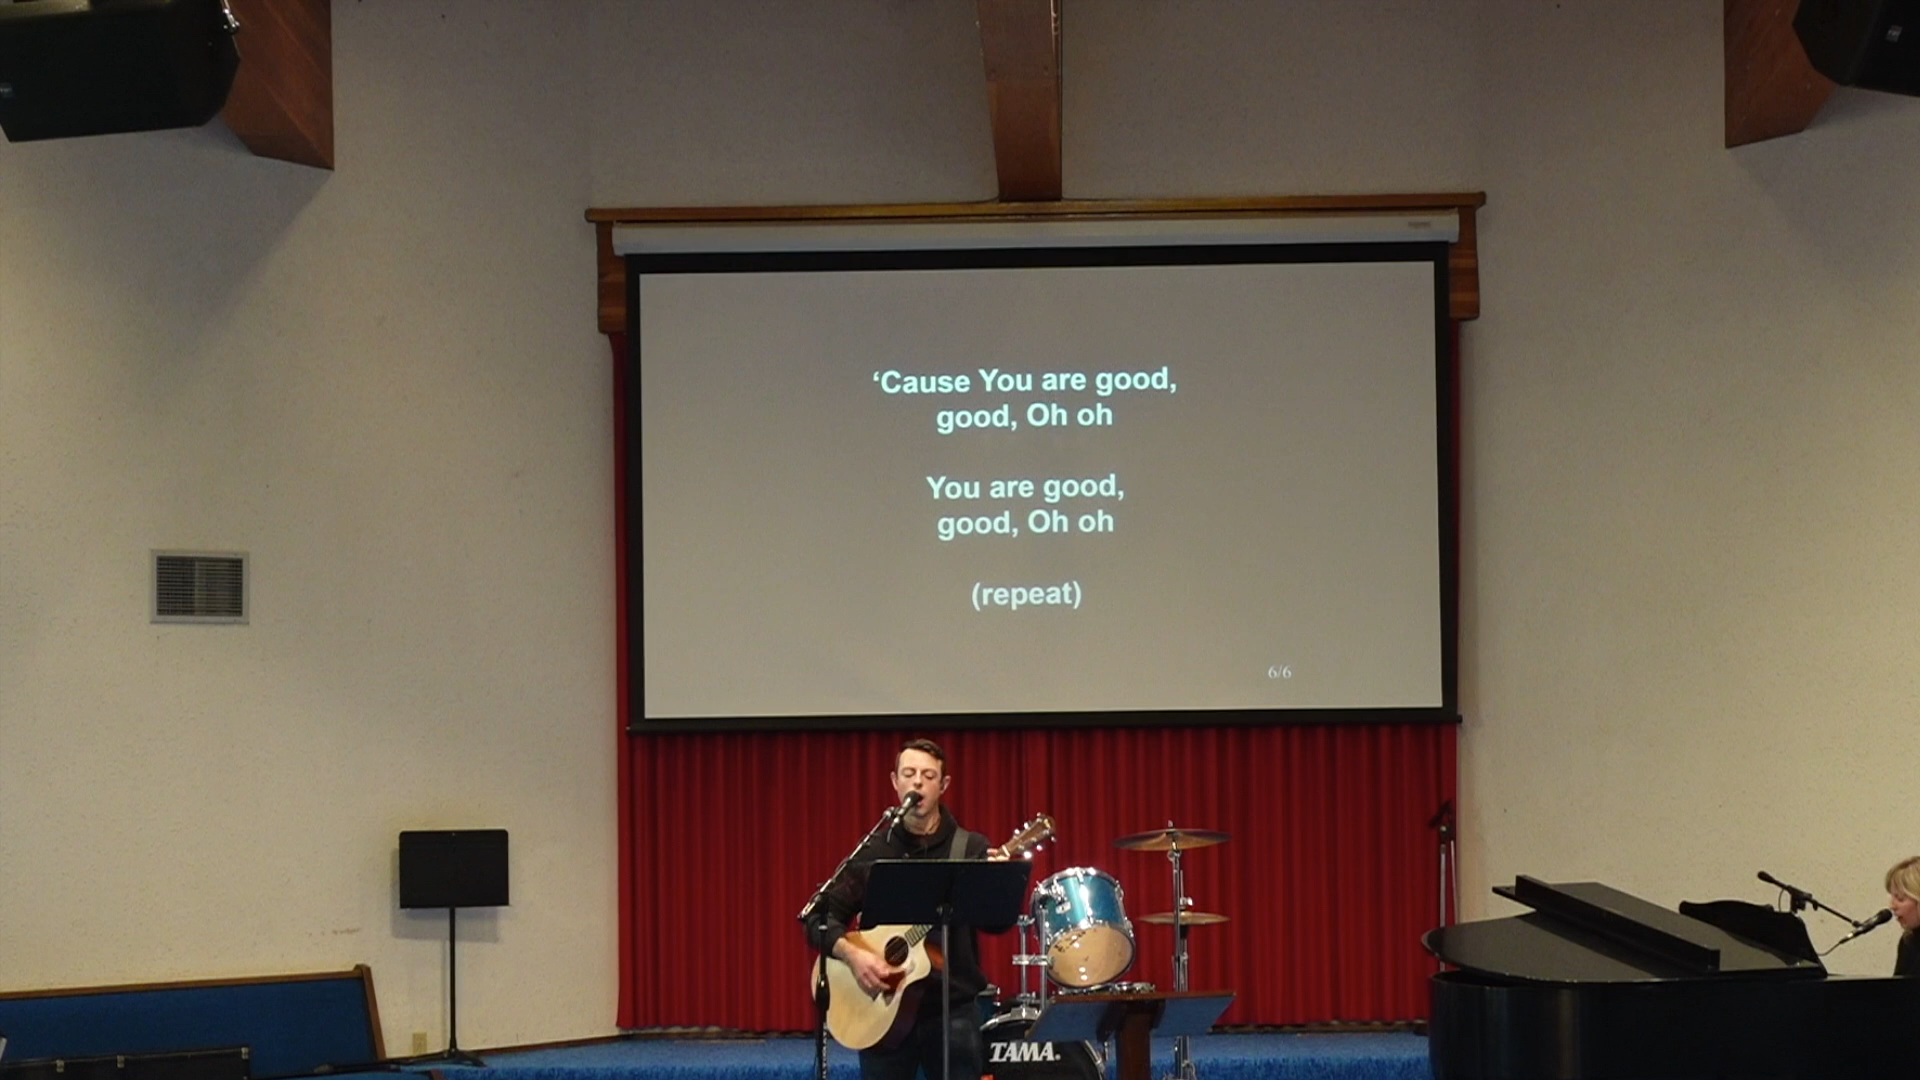 ‘Cause You are good,
good, Oh oh
You are good,
good, Oh oh
(repeat)
6/6
TAMA.